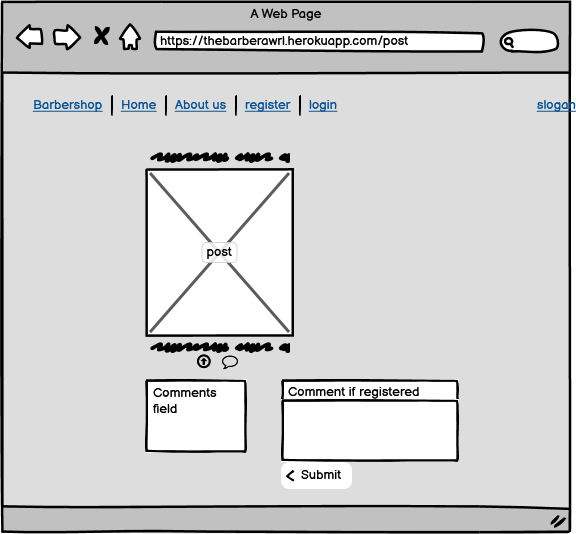 A Web Page
https://thebarberawrl.herokuapp.com/post
Barbershop Home About us register login slogan
post
Comments
field
Comment if registered
Submit